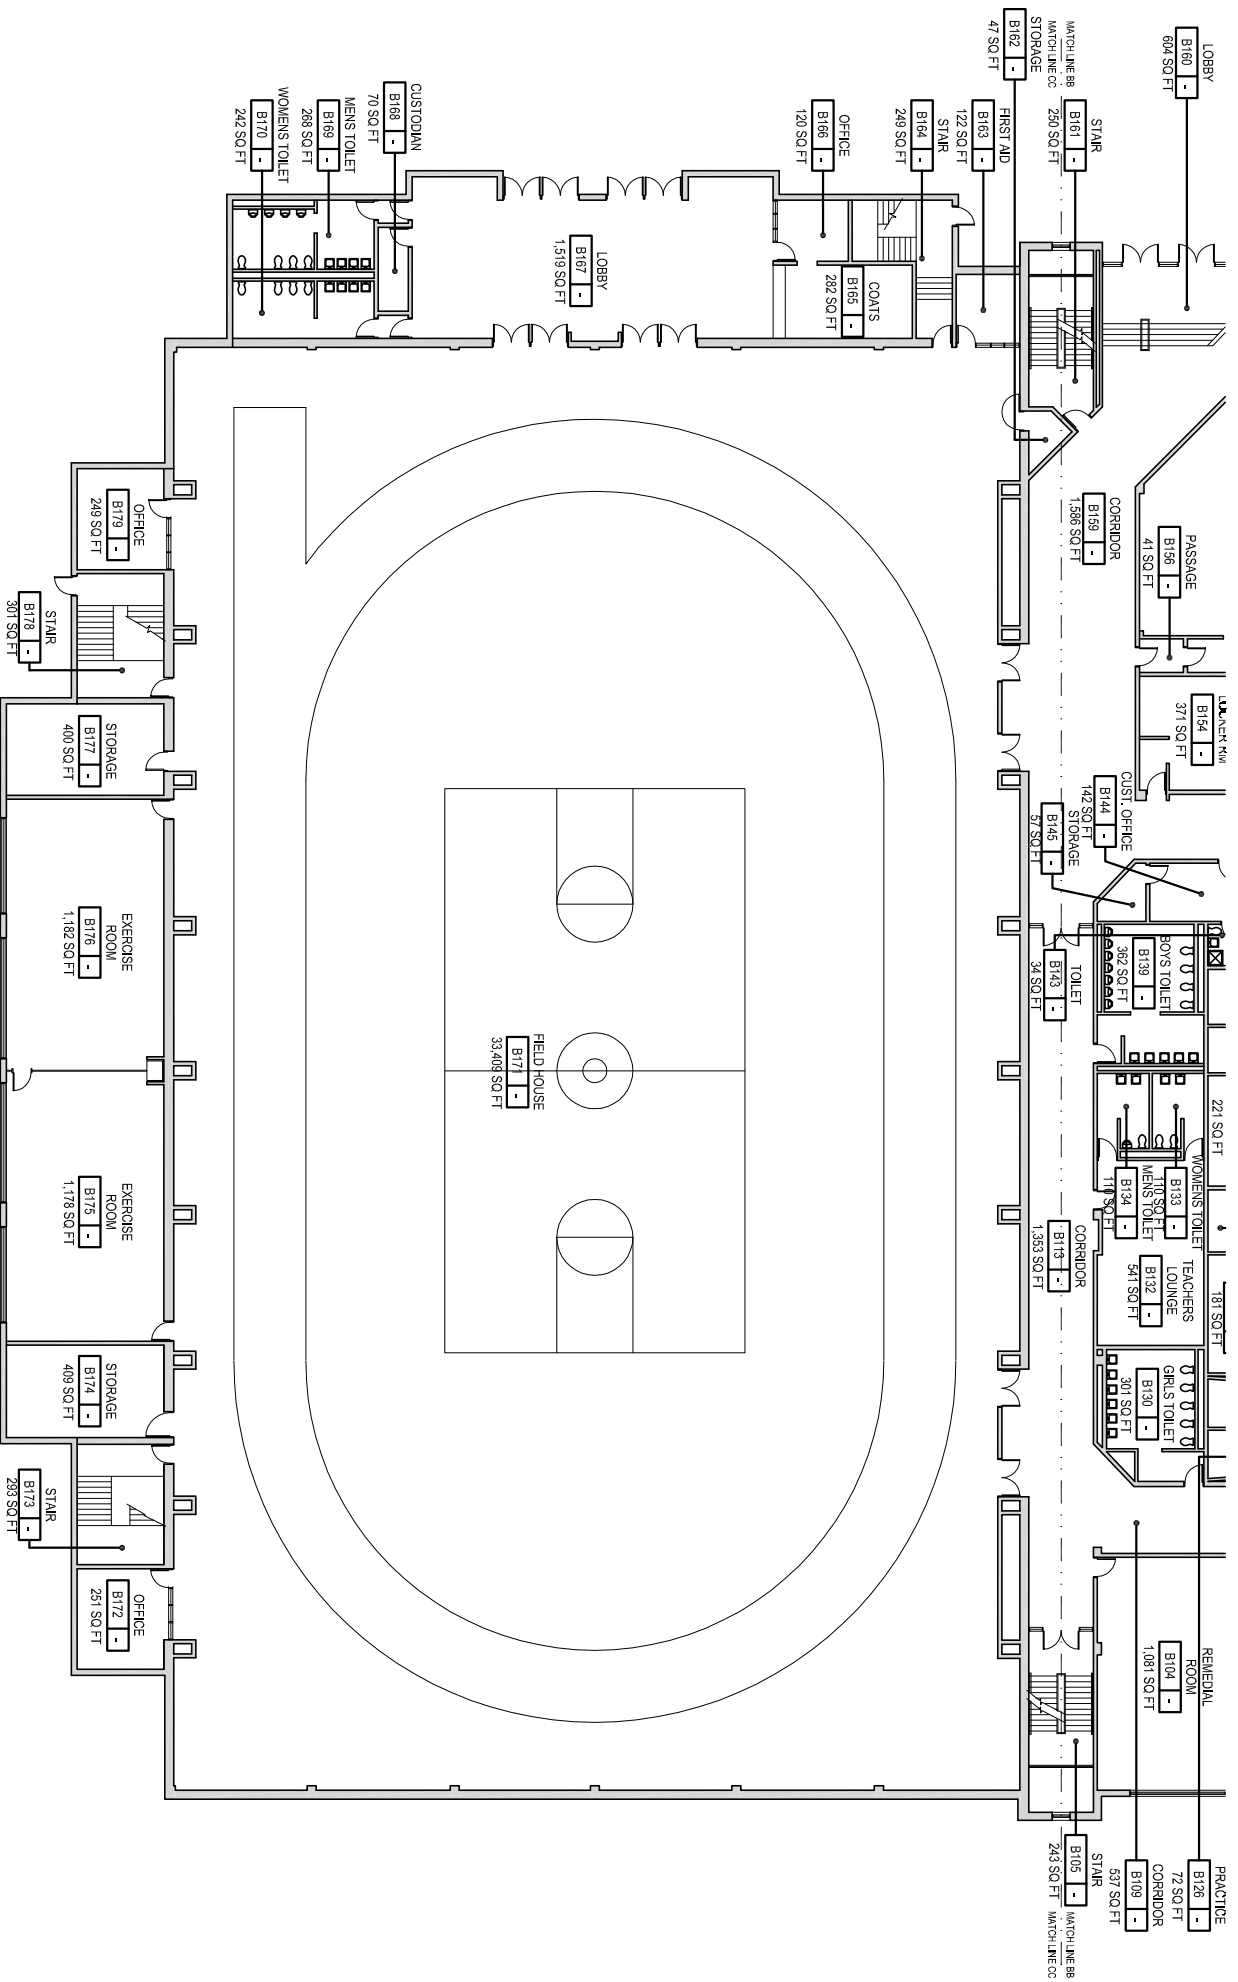 LOBBY
B160 -
604 SQ FT
MATCH LINE BB
MATCH LINE CC
STORAGE
B162 -
47 SQ FT
STAIR
B161 -
250 SQ FT
FIRST AID
B163 -
122 SQ FT
STAIR
B164 -
249 SQ FT
OFFICE
B166 -
120 SQ FT
CUSTODIAN
B168 -
70 SQ FT
MENS TOILET
B169 -
268 SQ FT
WOMENS TOILET
B170 -
242 SQ FT
LOBBY
B167 -
1,519 SQ FT
COATS
B165 -
282 SQ FT
CORRIDOR
B159 -
1,586 SQ FT
PASSAGE
B156 -
41 SQ FT
LOCKER RM
B154 -
371 SQ FT
CUST. OFFICE
B144 -
142 SQ FT
STORAGE
B145 -
57 SQ FT
BOYS TOILET
B139 -
362 SQ FT
TOILET
B143 -
34 SQ FT
221 SQ FT
WOMENS TOILET
B133 -
110 SQ FT
MENS TOILET
B134 -
110 SQ FT
CORRIDOR
B113 -
1,353 SQ FT
TEACHERS
LOUNGE
B132 -
541 SQ FT
181 SQ FT
GIRLS TOILET
B130 -
301 SQ FT
REMEDIAL
ROOM
B104 -
1,081 SQ FT
PRACTICE
B126 -
72 SQ FT
CORRIDOR
B109 -
537 SQ FT
STAIR
B105 -
243 SQ FT
MATCH LINE BB
MATCH LINE CC
FIELD HOUSE
B171 -
33,409 SQ FT
OFFICE
B179 -
249 SQ FT
STAIR
B178 -
301 SQ FT
STORAGE
B177 -
400 SQ FT
EXERCISE
ROOM
B176 -
1,182 SQ FT
EXERCISE
ROOM
B175 -
1,178 SQ FT
STORAGE
B174 -
409 SQ FT
STAIR
B173 -
293 SQ FT
OFFICE
B172 -
251 SQ FT